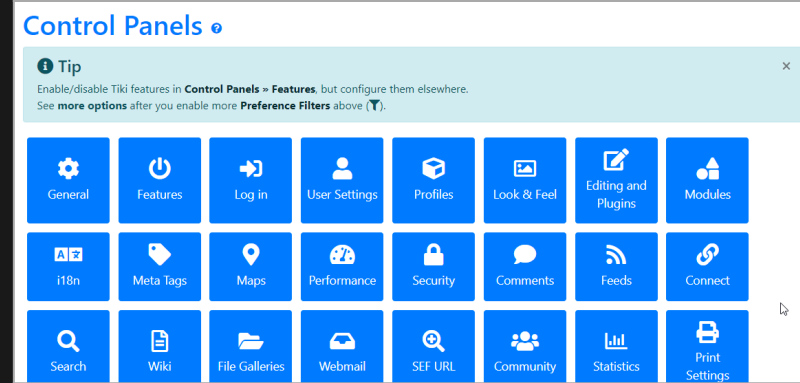 Control Panels
Tip
Enable/disable Tiki features in Control Panels » Features, but configure them elsewhere.
See more options after you enable more Preference Filters above ( ).
General
Features
Log in
User Settings
Profiles
Look & Feel
Editing and
Plugins
Modules
i18n
Meta Tags
Maps
Performance
Security
Comments
Feeds
Connect
Search
Wiki
File Galleries
Webmail
SEF URL
Community
Statistics
Print
Settings